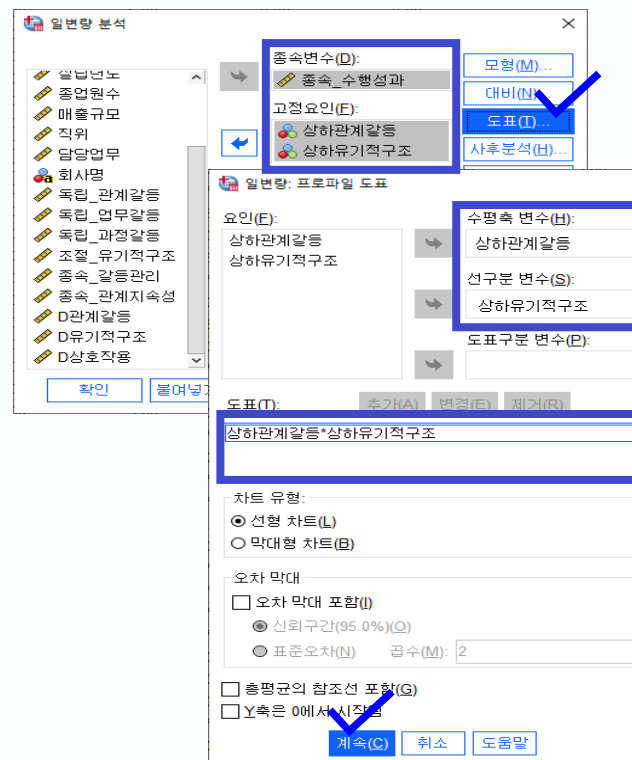 일변량 분석
종업원수
매출규모
직위
담당업무
회사명
독립_관계갈등
독립_업무갈등
독립_과정갈등
조절_유기적구조
종속_갈등관리
종속_관계지속성
D관계갈등
D유기적구조
D상호작용
종속변수(D):
종속_수행성과
고정요인(F):
상하관계갈등
상하유기적구조
모형(M)...
대비(N)...
도표(T)...
사후분석(H)...
확인
일변량: 프로파일 도표
요인(F):
상하관계갈등
상하유기적구조
수평축 변수(H):
상하관계갈등
선구분 변수(S):
상하유기적구조
도표구분 변수(P):
도표(T): 추가(A) 변경(E) 제거(R)
상하관계갈등*상하유기적구조
차트 유형:
선형 차트(L)
막대형 차트(B)
오차 막대
오차 막대 포함(I)
신뢰구간(95.0%)(O)
표준오차(N) 곱수(M): 2
총평균의 참조선 포함(G)
Y축은 0에서 시작됨
계속(C) 취소 도움말